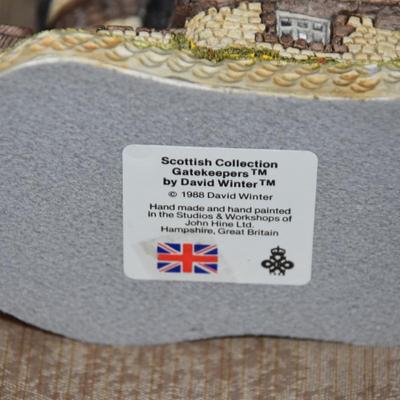 Scottish Collection
Gatekeepers™
by David Winter™
© 1988 David Winter
Hand made and hand painted
In the Studios & Workshops of
John Hine Ltd.
Hampshire, Great Britain